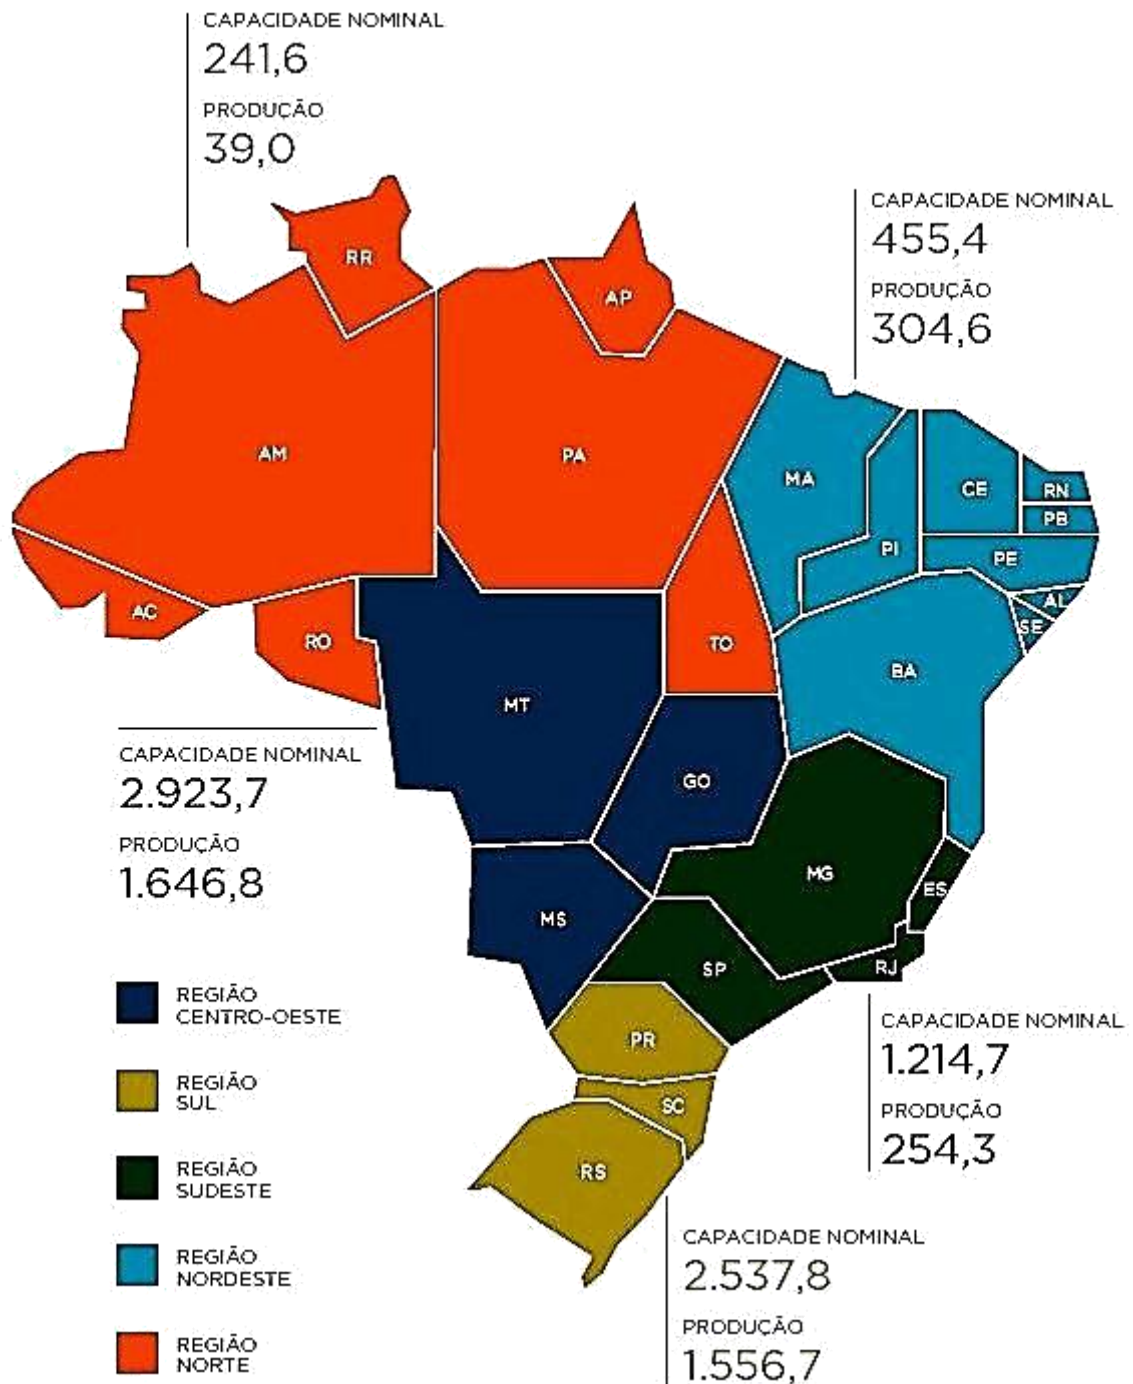 CAPACIDADE NOMINAL
241,6
PRODUÇÃO
39,0
CAPACIDADE NOMINAL
455,4
PRODUÇÃO
304,6
RR
AP
AM
PA
MA
CE
RN
PB
PI
PE
AC
RO
TO
AL
SE
BA
MT
GO
CAPACIDADE NOMINAL
2.923,7
PRODUÇÃO
1.646,8
MG
ES
MS
SP
RJ
REGIÃO
CENTRO-OESTE
PR
CAPACIDADE NOMINAL
1.214,7
PRODUÇÃO
254,3
REGIÃO
SUL
SC
RS
REGIÃO
SUDESTE
CAPACIDADE NOMINAL
2.537,8
PRODUÇÃO
1.556,7
REGIÃO
NORDESTE
REGIÃO
NORTE